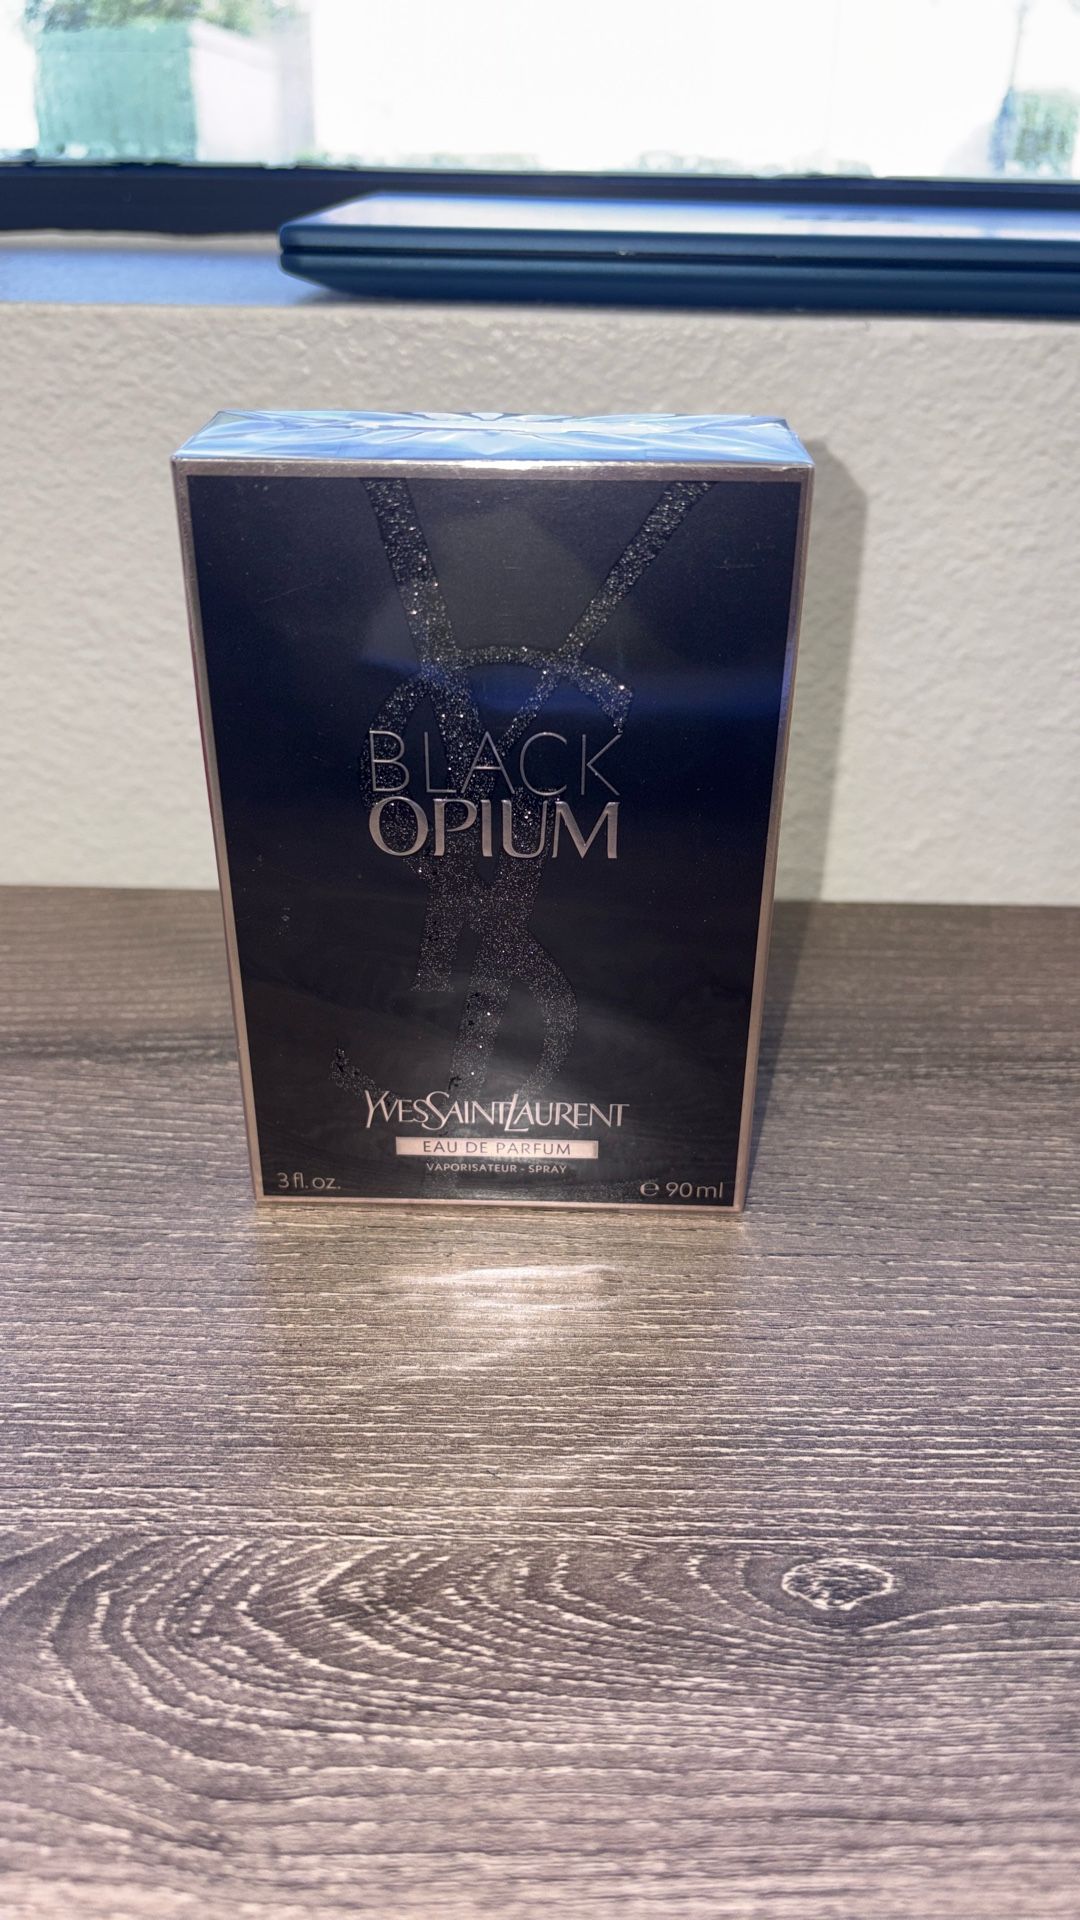 BLACK
OPIUM
YVESSAINTLAURENT
EAU DE PARFUM
VAPORISATEUR - SPRAY
3 fl. oz. ℮ 90 ml